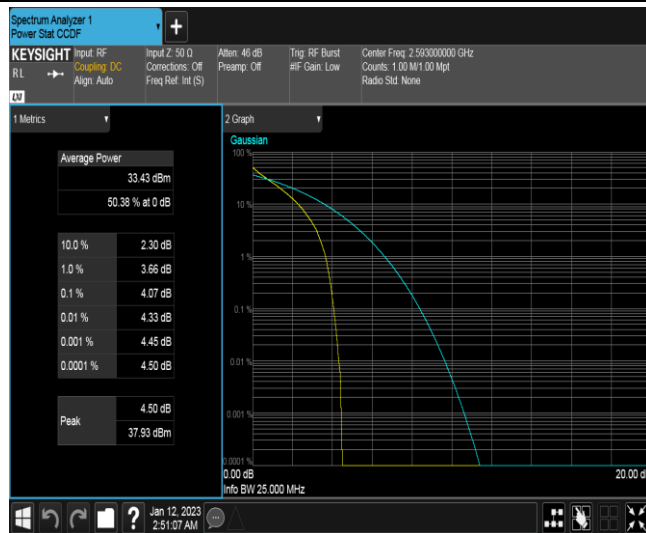 Spectrum Analyzer 1
Power Stat CCDF
+
KEYSIGHT
RL
Input: RF
Coupling: DC
Align: Auto
Input Z: 50 Ω
Corrections: Off
Freq Ref: Int (S)
Atten: 46 dB
Preamp: Off
Trig: RF Burst
#IF Gain: Low
Center Freq: 2.593000000 GHz
Counts: 1.00 M/1.00 Mpt
Radio Std: None
LXI
1 Metrics
Average Power
33.43 dBm
50.38 % at 0 dB
10.0 % 2.30 dB
1.0 % 3.66 dB
0.1 % 4.07 dB
0.01 % 4.33 dB
0.001 % 4.45 dB
0.0001 % 4.50 dB
Peak 4.50 dB
37.93 dBm
2 Graph
Gaussian
100 %
10 %
1 %
0.1 %
0.01 %
0.001 %
0.0001 %
0.00 dB 20.00 d
Info BW 25.000 MHz
?
Jan 12, 2023
2:51:07 AM